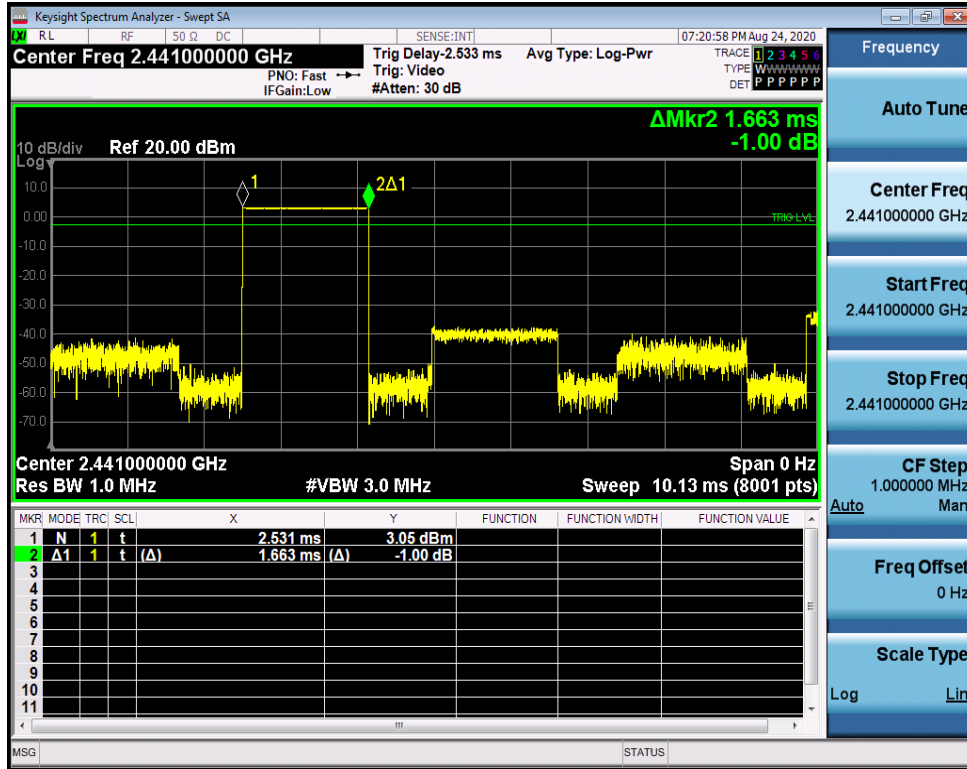 Keysight Spectrum Analyzer - Swept SA
LXI RL RF 50 Ω DC SENSE:INT 07:20:58 PM Aug 24, 2020
Center Freq 2.441000000 GHz Trig Delay-2.533 ms Avg Type: Log-Pwr TRACE 1 2 3 4 5 6
PNO: Fast Trig: Video TYPE WWWWWW
IFGain:Low #Atten: 30 dB DET P P P P P P
ΔMkr2 1.663 ms
10 dB/div Ref 20.00 dBm -1.00 dB
Log
1
2Δ1
10.0
0.00
TRIG LVL
-10.0
-20.0
-30.0
-40.0
-50.0
-60.0
-70.0
Center 2.441000000 GHz Span 0 Hz
Res BW 1.0 MHz #VBW 3.0 MHz Sweep 10.13 ms (8001 pts)
MKR MODE TRC SCL X Y FUNCTION FUNCTION WIDTH FUNCTION VALUE
1 N 1 t 2.531 ms 3.05 dBm
2 Δ1 1 t (Δ) 1.663 ms (Δ) -1.00 dB
3
4
5
6
7
8
9
10
11
MSG STATUS
Frequency
Auto Tune
Center Freq
2.441000000 GHz
Start Freq
2.441000000 GHz
Stop Freq
2.441000000 GHz
CF Step
1.000000 MHz
Auto Man
Freq Offset
0 Hz
Scale Type
Log Lin